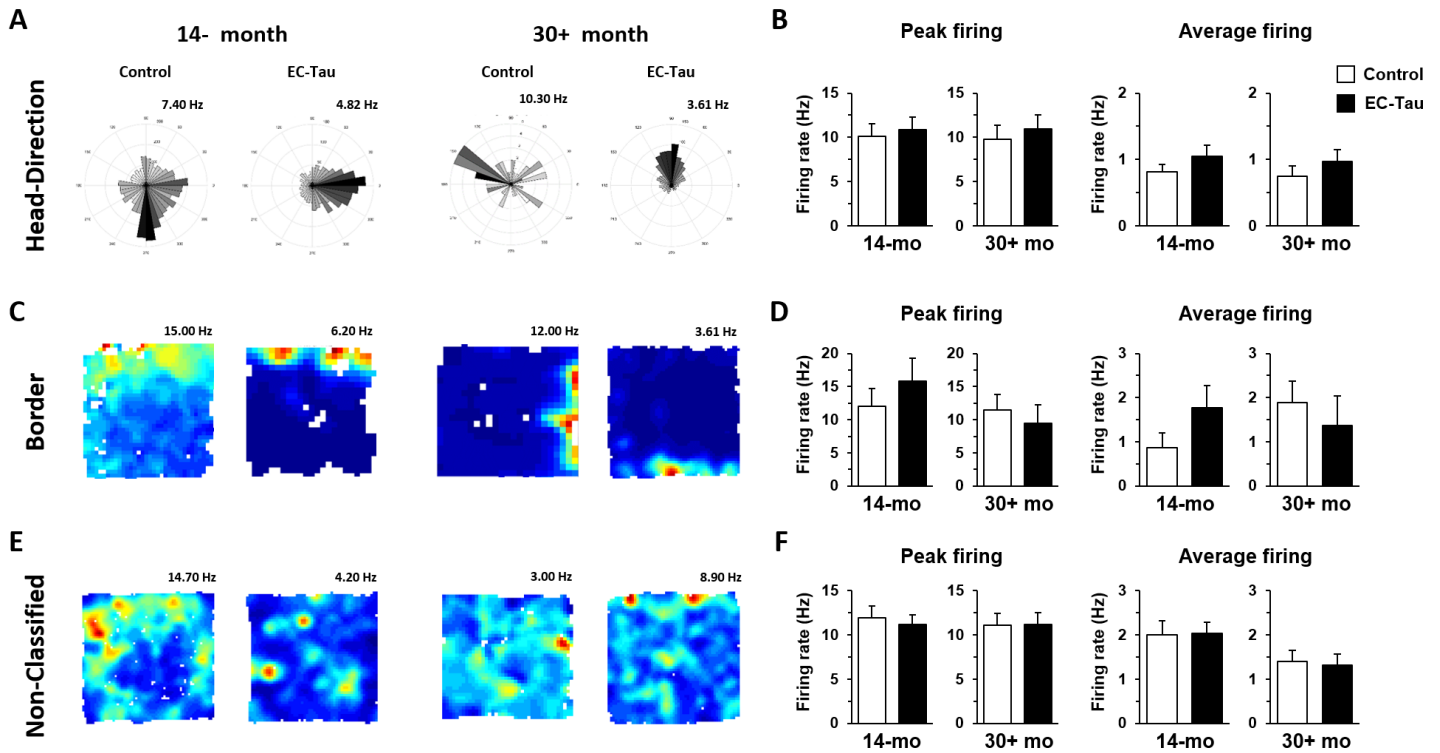 A
14- month
30+ month
Control
EC-Tau
Control
EC-Tau
Head-Direction
7.40 Hz
4.82 Hz
10.30 Hz
3.61 Hz
B
Peak firing
Average firing
Control
EC-Tau
Firing rate (Hz)
15
10
5
0
14-mo
15
10
5
0
30+ mo
Firing rate (Hz)
2
1
0
14-mo
2
1
0
30+ mo
C
Border
15.00 Hz
6.20 Hz
12.00 Hz
3.61 Hz
D
Peak firing
Average firing
Firing rate (Hz)
20
15
10
5
0
14-mo
20
15
10
5
0
30+ mo
Firing rate (Hz)
3
2
1
0
14-mo
3
2
1
0
30+ mo
E
Non-Classified
14.70 Hz
4.20 Hz
3.00 Hz
8.90 Hz
F
Peak firing
Average firing
Firing rate (Hz)
15
10
5
0
14-mo
15
10
5
0
30+ mo
Firing rate (Hz)
3
2
1
0
14-mo
3
2
1
0
30+ mo